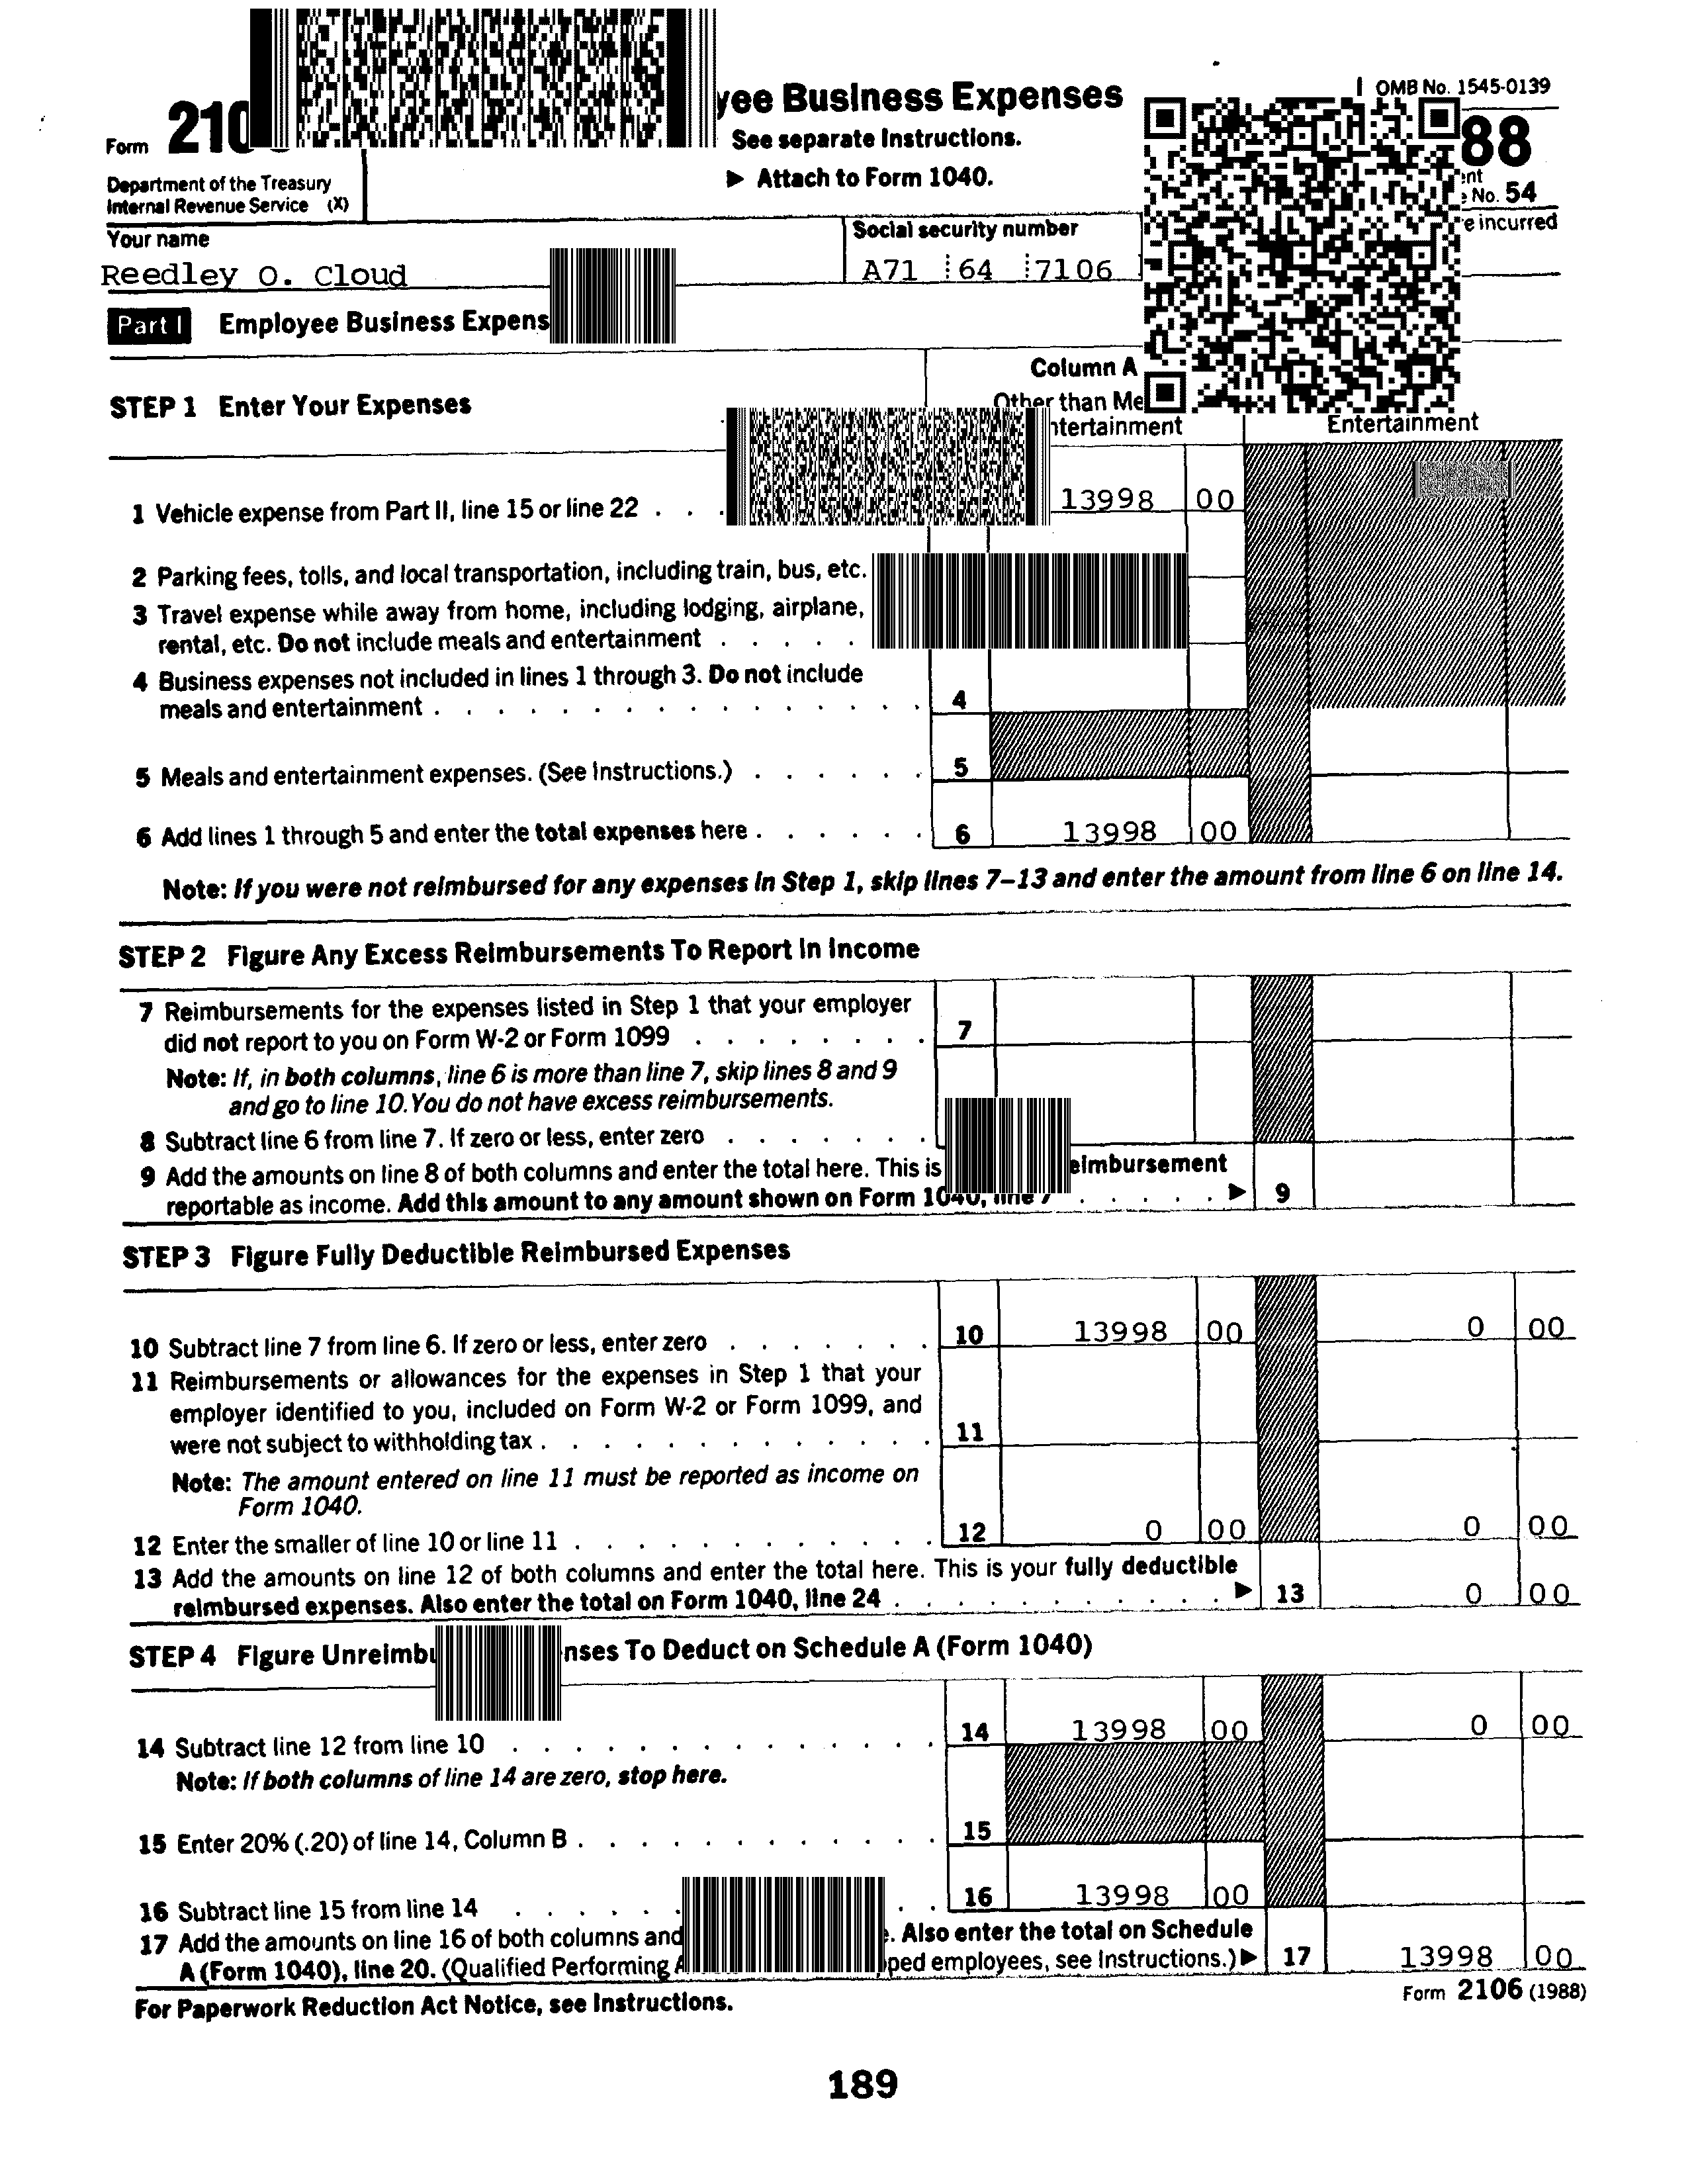 Form 210
yee Business Expenses
OMB No. 1545-0139
88
See separate Instructions.
▶ Attach to Form 1040.
Department of the Treasury
Internal Revenue Service (X)
No. 54
Your name
Social security number
incurred
Reedley O. Cloud
A71 64 7106
Part I Employee Business Expens
Column A
Other than Me
ntertainment
Entertainment
STEP 1 Enter Your Expenses
1 Vehicle expense from Part II, line 15 or line 22 . . . 13998 00
2 Parking fees, tolls, and local transportation, including train, bus, etc.
3 Travel expense while away from home, including lodging, airplane,
rental, etc. Do not include meals and entertainment . . . . .
4 Business expenses not included in lines 1 through 3. Do not include
meals and entertainment . . . . . . . . . . . . . . . 4
5 Meals and entertainment expenses. (See Instructions.) . . . . . . 5
6 Add lines 1 through 5 and enter the total expenses here . . . . . . 6 13998 00
Note: If you were not reimbursed for any expenses in Step 1, skip lines 7–13 and enter the amount from line 6 on line 14.
STEP 2 Figure Any Excess Reimbursements To Report In Income
7 Reimbursements for the expenses listed in Step 1 that your employer
did not report to you on Form W-2 or Form 1099 . . . . . . . . 7
Note: If, in both columns, line 6 is more than line 7, skip lines 8 and 9
and go to line 10. You do not have excess reimbursements.
8 Subtract line 6 from line 7. If zero or less, enter zero . . . . . . .
9 Add the amounts on line 8 of both columns and enter the total here. This is eimbursement
reportable as income. Add this amount to any amount shown on Form 1040, line 7 . . . . . ▶ 9
STEP 3 Figure Fully Deductible Reimbursed Expenses
10 Subtract line 7 from line 6. If zero or less, enter zero . . . . . . . 10 13998 00 0 00
11 Reimbursements or allowances for the expenses in Step 1 that your
employer identified to you, included on Form W-2 or Form 1099, and
were not subject to withholding tax . . . . . . . . . . . . 11
Note: The amount entered on line 11 must be reported as income on
Form 1040.
12 Enter the smaller of line 10 or line 11 . . . . . . . . . . . 12 0 00 0 00
13 Add the amounts on line 12 of both columns and enter the total here. This is your fully deductible
reimbursed expenses. Also enter the total on Form 1040, line 24 . . . . . . . . . . ▶ 13 0 00
STEP 4 Figure Unreimbu nses To Deduct on Schedule A (Form 1040)
14 Subtract line 12 from line 10 . . . . . . . . . . . . . 14 13998 00 0 00
Note: If both columns of line 14 are zero, stop here.
15 Enter 20% (.20) of line 14, Column B . . . . . . . . . . . 15
16 Subtract line 15 from line 14 . . . . . . . . 16 13998 00
17 Add the amounts on line 16 of both columns and . Also enter the total on Schedule
A (Form 1040), line 20. (Qualified Performing ped employees, see Instructions.) ▶ 17 13998 00
For Paperwork Reduction Act Notice, see Instructions.
Form 2106 (1988)
189